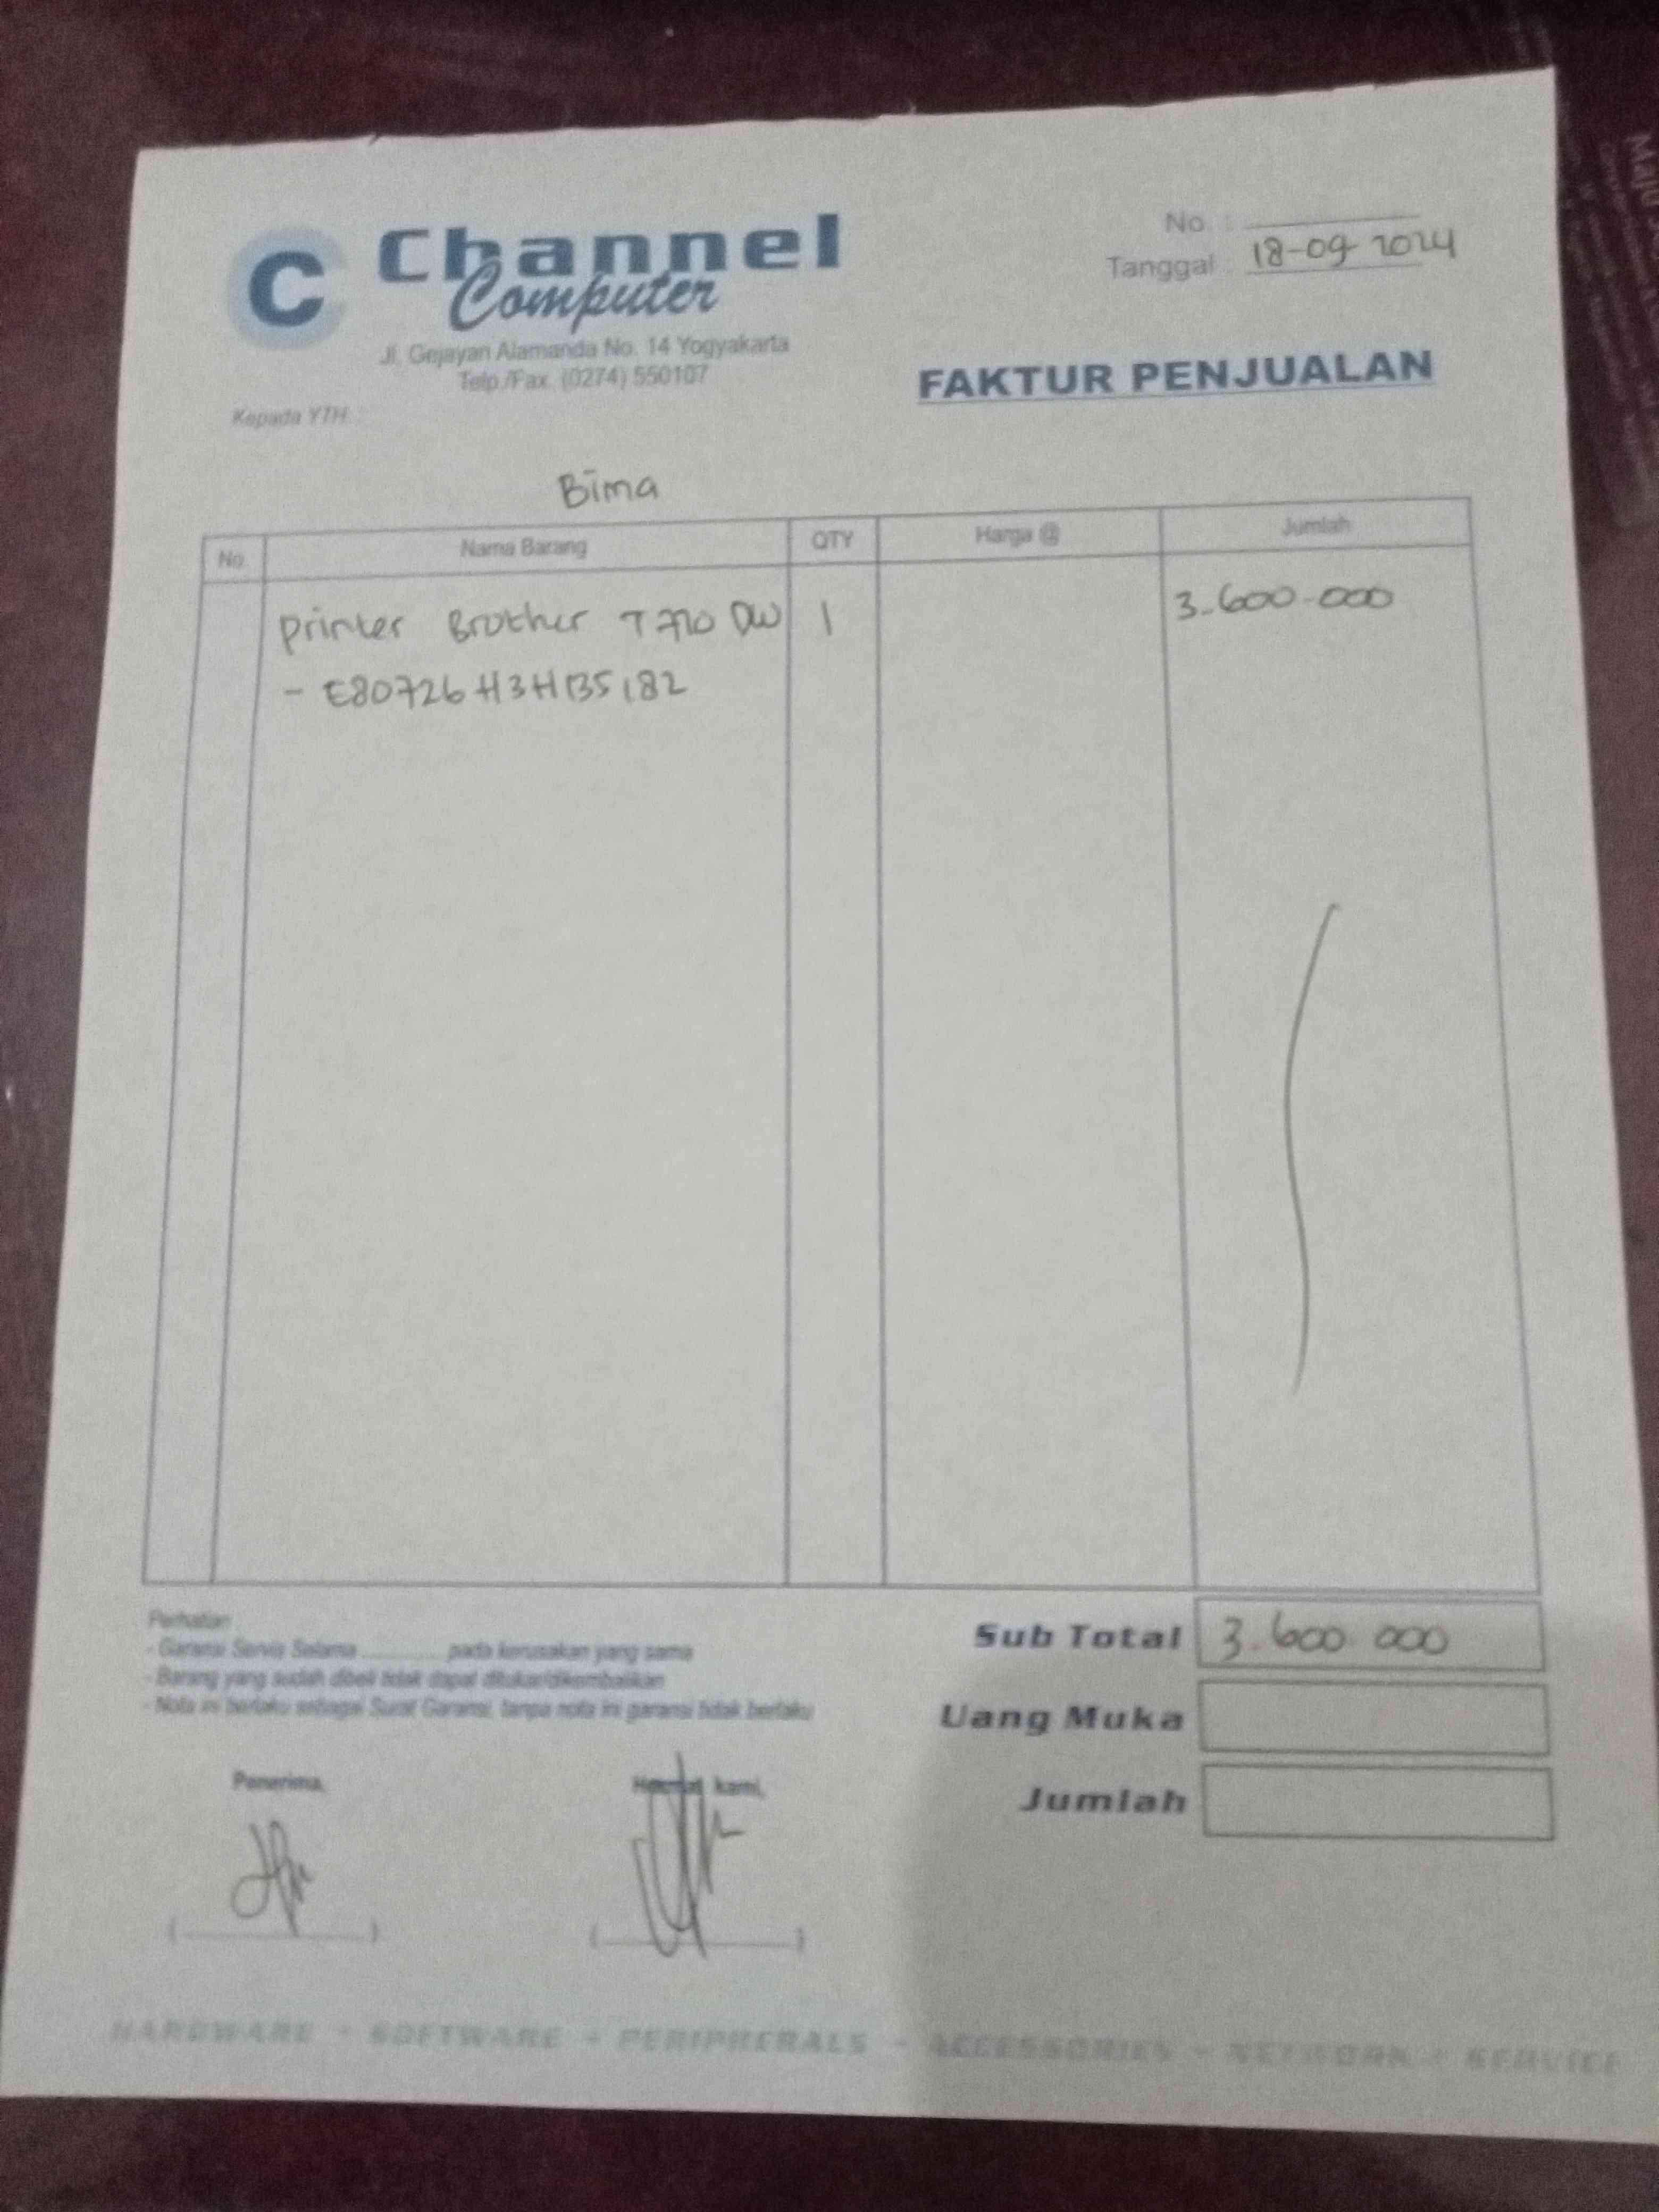 C Channel
Computer
Jl. Gejayan Alamanda No. 14 Yogyakarta
Telp./Fax. (0274) 550107
No. :
Tanggal : 18-09-2024
FAKTUR PENJUALAN
Kepada YTH :
Bima
No. Nama Barang QTY Harga @ Jumlah
Printer Brother T720 DW 1 3.600.000
- E80726H3H135182
Perhatian :
- Garansi Servis Selama ............ pada kerusakan yang sama
- Barang yang sudah dibeli tidak dapat ditukar/dikembalikan
- Nota ini berlaku sebagai Surat Garansi, tanpa nota ini garansi tidak berlaku
Sub Total 3.600.000
Uang Muka
Jumlah
Penerima, Hormat kami,
HARDWARE - SOFTWARE - PERIPHERALS - ACCESSORIES - NETWORK - SERVICE